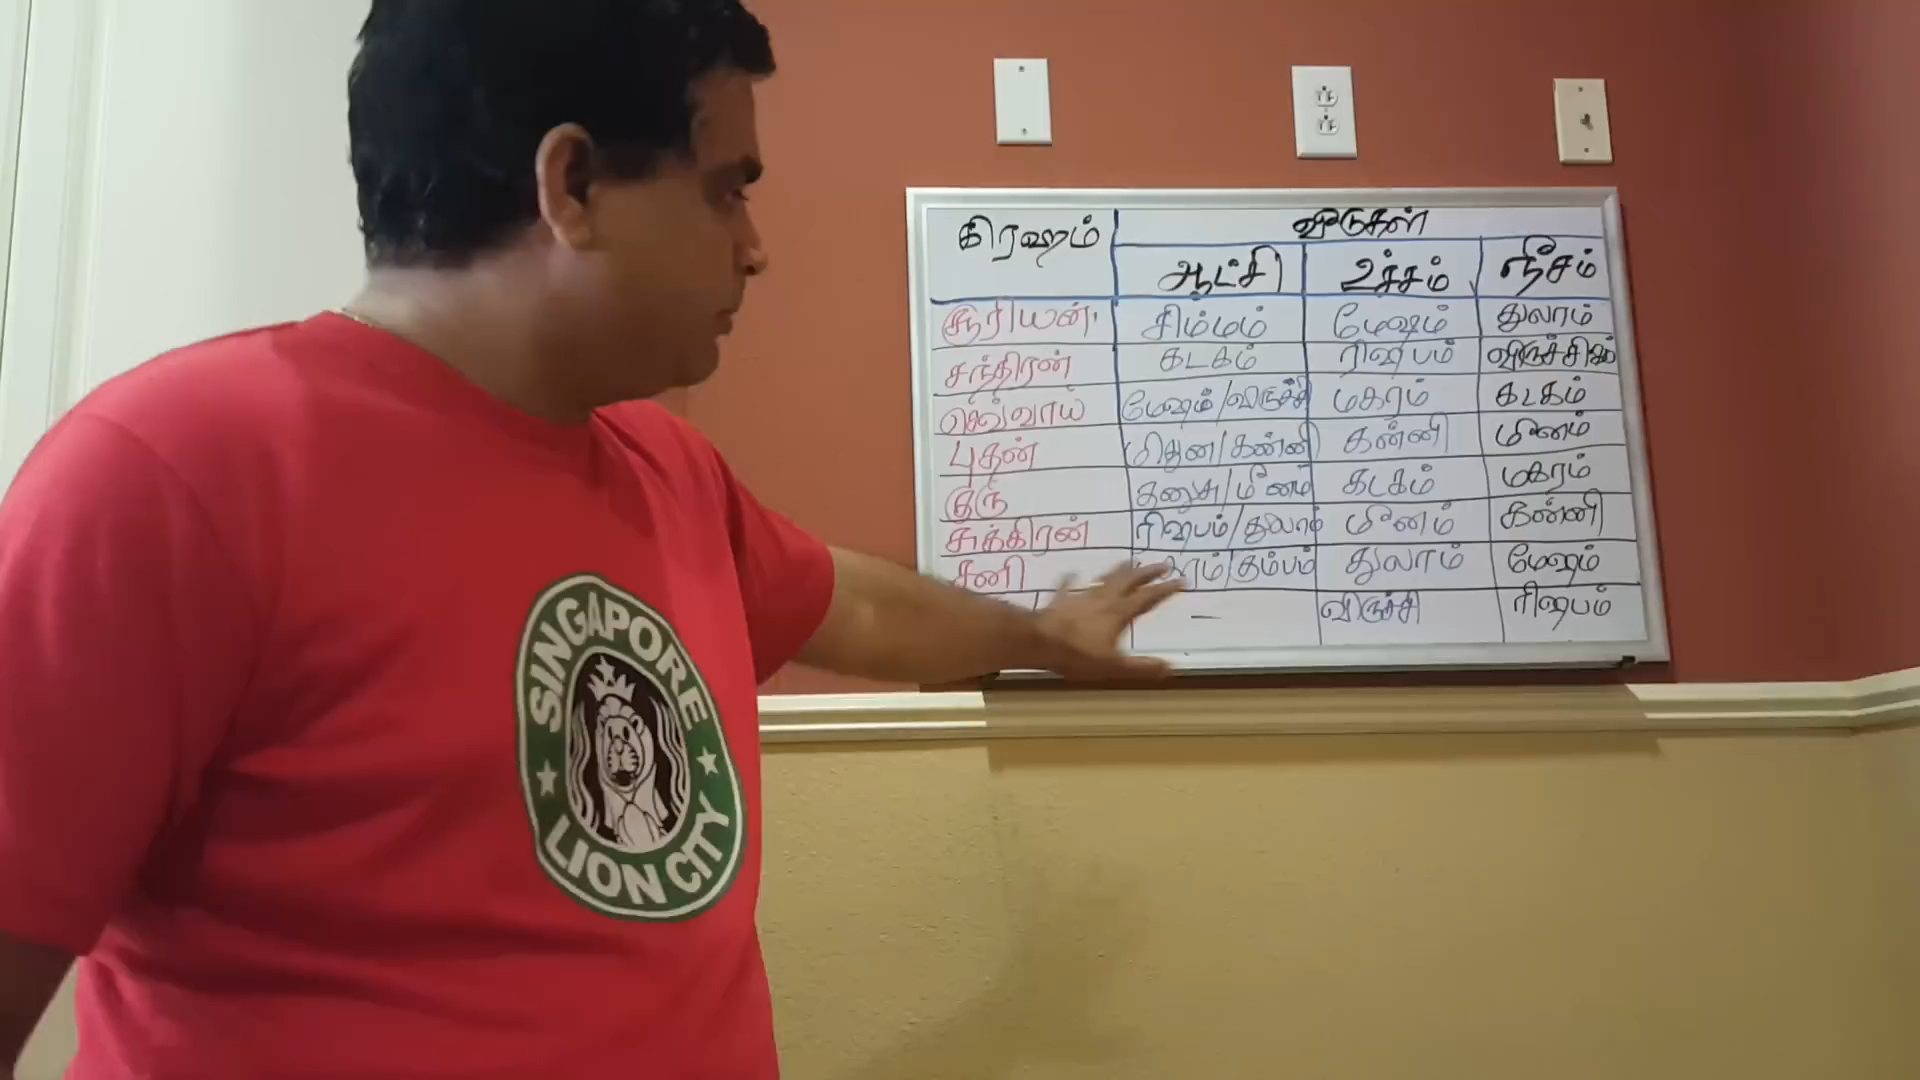 கிரஹம் வீடுகள்
ஆட்சி உச்சம் நீசம்
சூரியன் சிம்மம் மேஷம் துலாம்
சந்திரன் கடகம் ரிஷபம் விருச்சிகம்
செவ்வாய் மேஷம்/விருச்சி மகரம் கடகம்
புதன் மிதுன/கன்னி கன்னி மீனம்
குரு தனுசு/மீனம் கடகம் மகரம்
சுக்கிரன் ரிஷபம்/துலாம் மீனம் கன்னி
சனி கும்பம் துலாம் மேஷம்
– விருச்சி ரிஷபம்
SINGAPORE
LION CITY